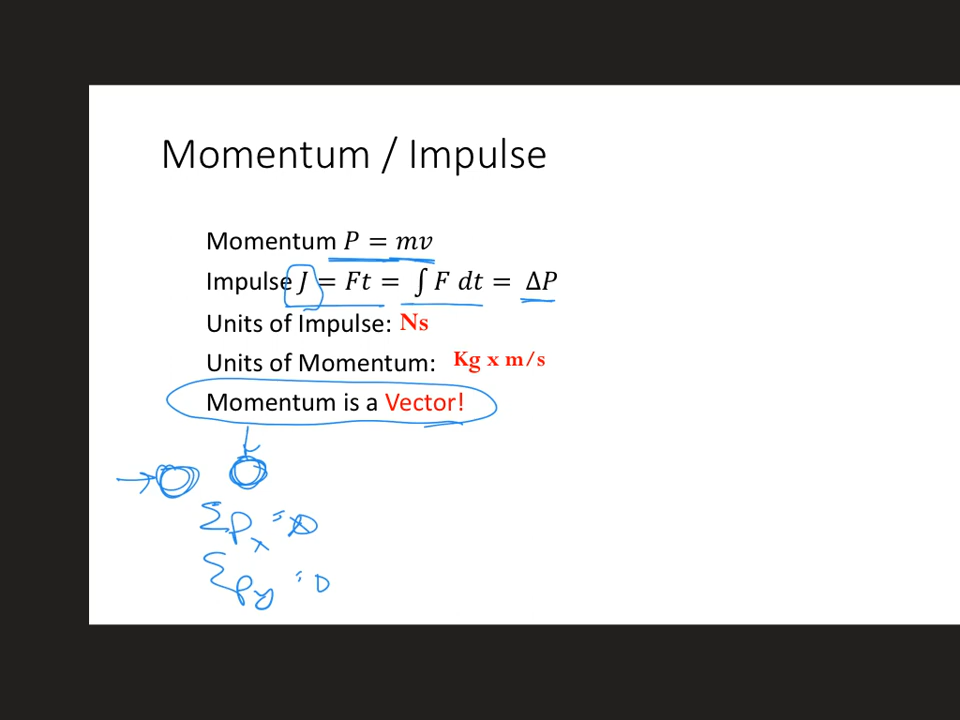 Momentum / Impulse
Momentum P = mv
Impulse J = Ft = ∫ F dt = ΔP
Units of Impulse: Ns
Units of Momentum: Kg x m/s
Momentum is a Vector!
Σpx = 0
Σpy = 0